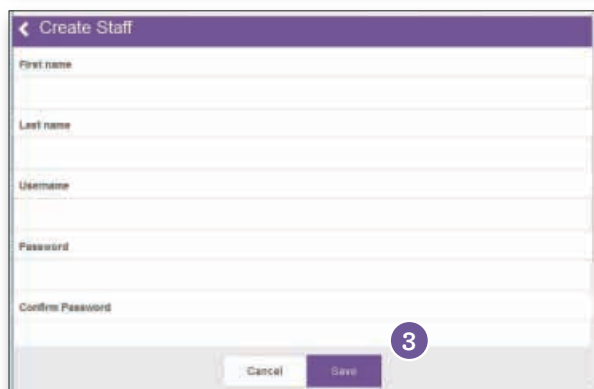 Create Staff
First name
Last name
Username
Password
Confirm Password
3
Cancel Save